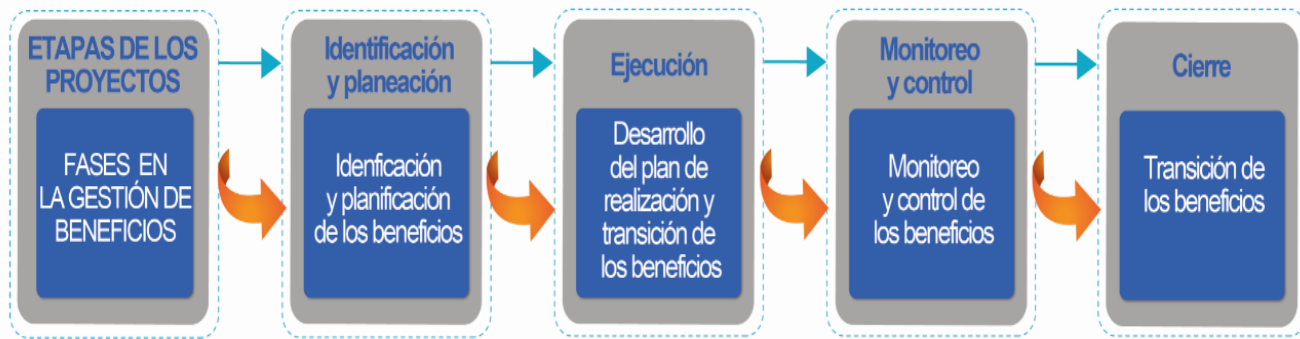 ETAPAS DE LOS
PROYECTOS
FASES EN
LA GESTIÓN DE
BENEFICIOS
Identificación
y planeación
Idenficación
y planificación
de los beneficios
Ejecución
Desarrollo
del plan de
realización y
transición de
los beneficios
Monitoreo
y control
Monitoreo
y control de
los beneficios
Cierre
Transición de
los beneficios